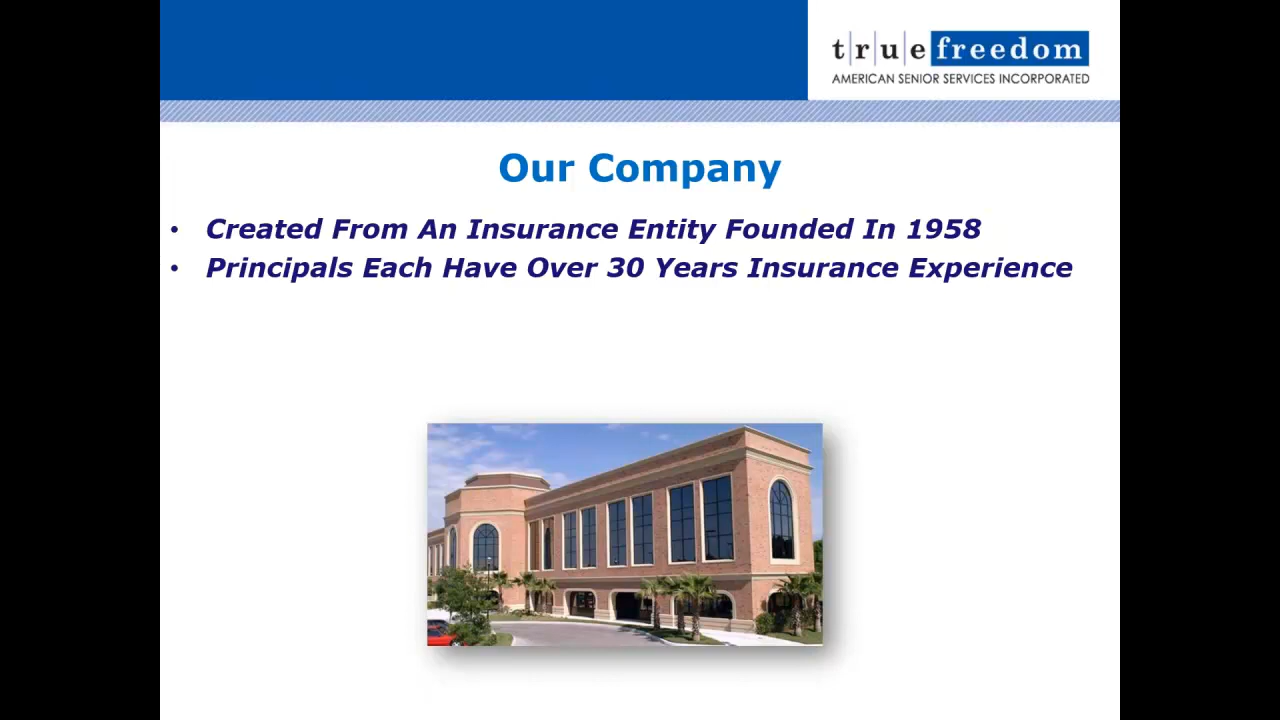 t|r|u|e freedom
AMERICAN SENIOR SERVICES INCORPORATED
Our Company
• Created From An Insurance Entity Founded In 1958
• Principals Each Have Over 30 Years Insurance Experience